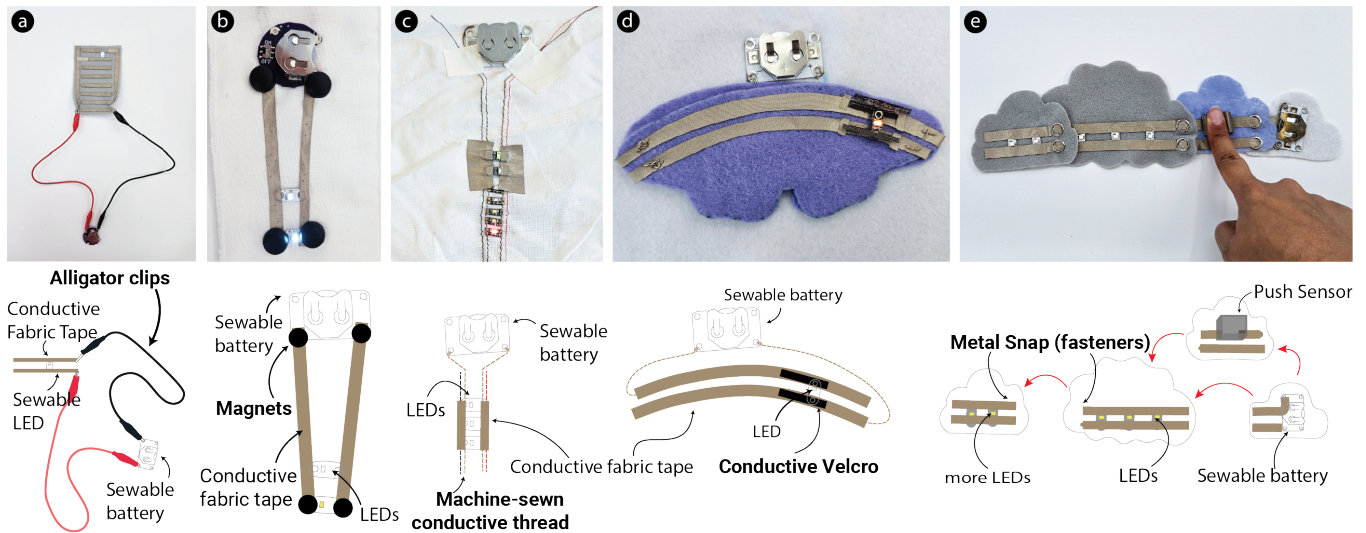 a
b
c
d
e
Alligator clips
Conductive
Fabric Tape
Sewable
LED
Sewable
battery
Sewable
battery
Magnets
Conductive
fabric tape
LEDs
Sewable
battery
LEDs
Machine-sewn
conductive thread
Conductive fabric tape
Sewable battery
LED
Conductive Velcro
Push Sensor
Metal Snap (fasteners)
more LEDs
LEDs
Sewable battery